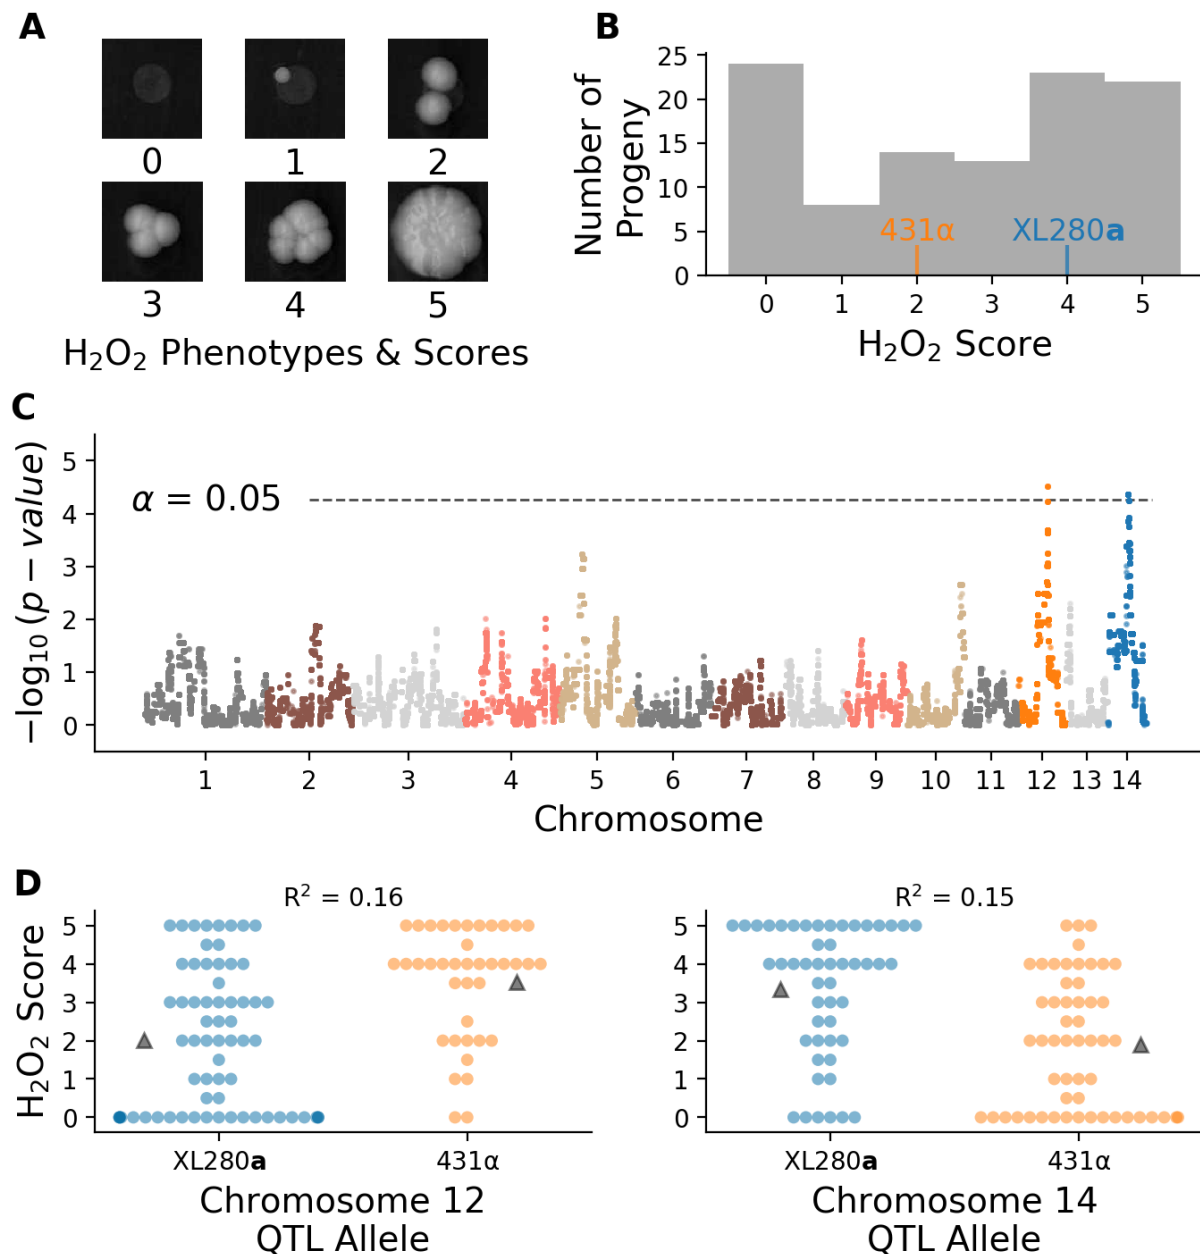 A
0 1 2
3 4 5
H₂O₂ Phenotypes & Scores
B
Number of
Progeny
25
20
15
10
5
0
431α XL280a
0 1 2 3 4 5
H₂O₂ Score
C
−log₁₀ (p − value)
5
4
3
2
1
0
α = 0.05
1 2 3 4 5 6 7 8 9 10 11 12 13 14
Chromosome
D
H₂O₂ Score
R² = 0.16
5
4
3
2
1
0
XL280a 431α
Chromosome 12
QTL Allele
R² = 0.15
5
4
3
2
1
0
XL280a 431α
Chromosome 14
QTL Allele